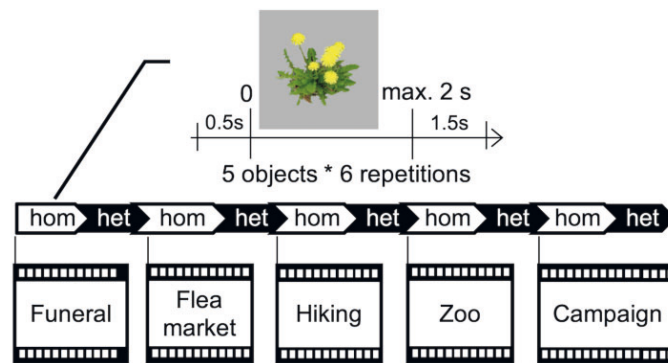 0 max. 2 s
0.5s 1.5s
5 objects * 6 repetitions
hom het hom het hom het hom het hom het
Funeral Flea market Hiking Zoo Campaign